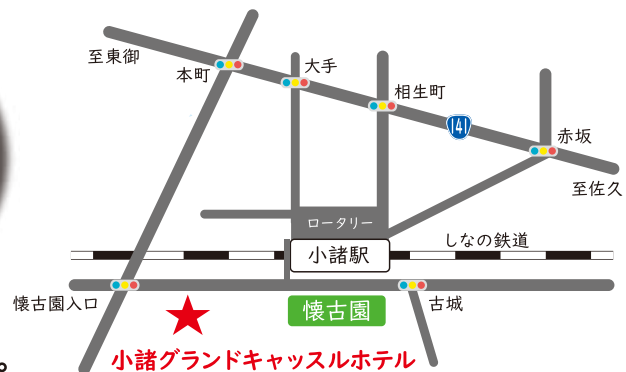 至東御
本町
大手
相生町
141
赤坂
至佐久
ロータリー
小諸駅
しなの鉄道
懐古園入口
懐古園
古城
小諸グランドキャッスルホテル
。